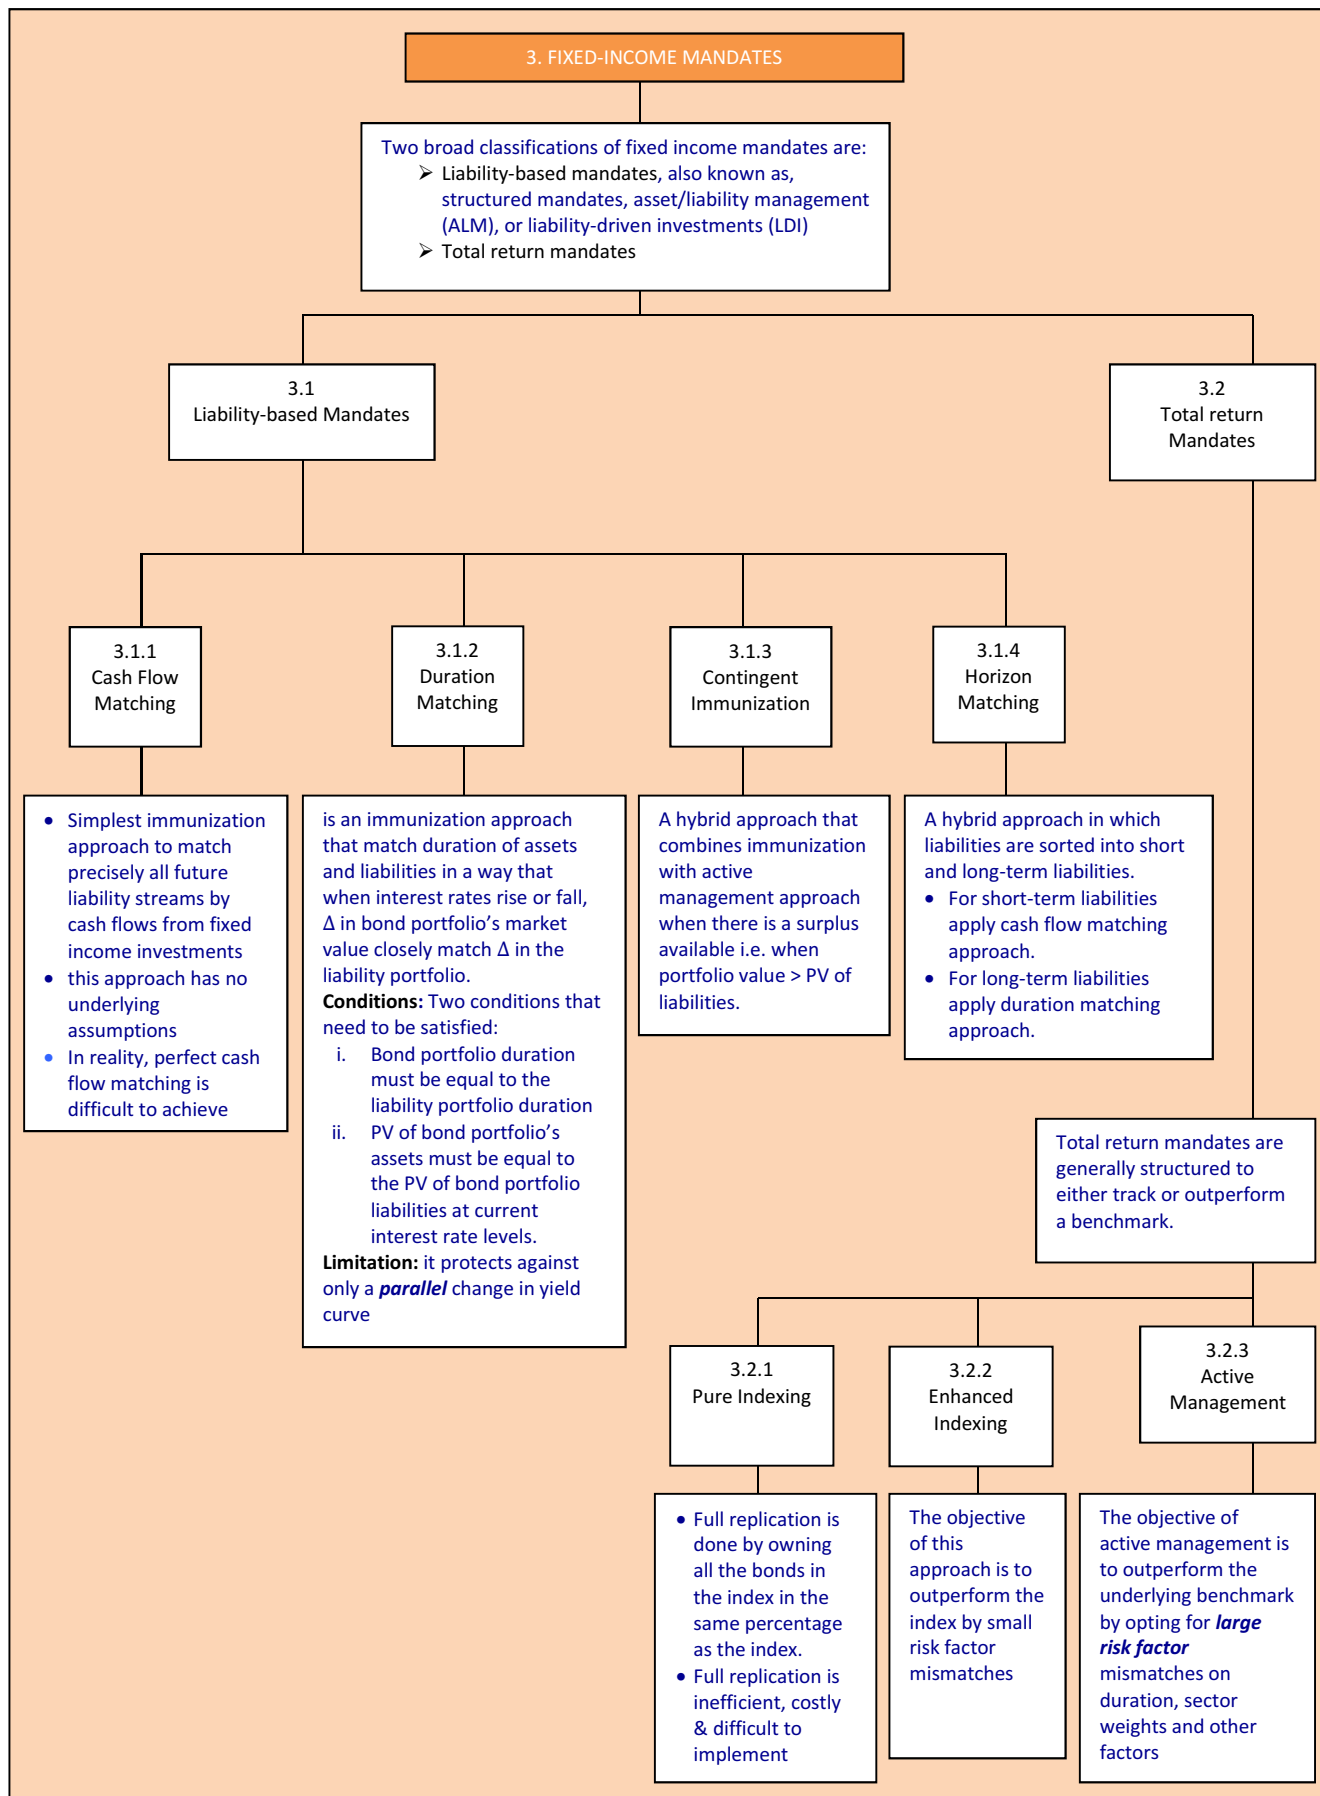 3. FIXED-INCOME MANDATES
Two broad classifications of fixed income mandates are:
➢ Liability-based mandates, also known as,
structured mandates, asset/liability management
(ALM), or liability-driven investments (LDI)
➢ Total return mandates
3.1
Liability-based Mandates
3.2
Total return
Mandates
3.1.1
Cash Flow
Matching
3.1.2
Duration
Matching
3.1.3
Contingent
Immunization
3.1.4
Horizon
Matching
• Simplest immunization
approach to match
precisely all future
liability streams by
cash flows from fixed
income investments
• this approach has no
underlying
assumptions
• In reality, perfect cash
flow matching is
difficult to achieve
is an immunization approach
that match duration of assets
and liabilities in a way that
when interest rates rise or fall,
Δ in bond portfolio’s market
value closely match Δ in the
liability portfolio.
Conditions: Two conditions that
need to be satisfied:
i. Bond portfolio duration
must be equal to the
liability portfolio duration
ii. PV of bond portfolio’s
assets must be equal to
the PV of bond portfolio
liabilities at current
interest rate levels.
Limitation: it protects against
only a parallel change in yield
curve
A hybrid approach that
combines immunization
with active
management approach
when there is a surplus
available i.e. when
portfolio value > PV of
liabilities.
A hybrid approach in which
liabilities are sorted into short
and long-term liabilities.
• For short-term liabilities
apply cash flow matching
approach.
• For long-term liabilities
apply duration matching
approach.
Total return mandates are
generally structured to
either track or outperform
a benchmark.
3.2.1
Pure Indexing
3.2.2
Enhanced
Indexing
3.2.3
Active
Management
• Full replication is
done by owning
all the bonds in
the index in the
same percentage
as the index.
• Full replication is
inefficient, costly
& difficult to
implement
The objective
of this
approach is to
outperform the
index by small
risk factor
mismatches
The objective of
active management is
to outperform the
underlying benchmark
by opting for large
risk factor
mismatches on
duration, sector
weights and other
factors